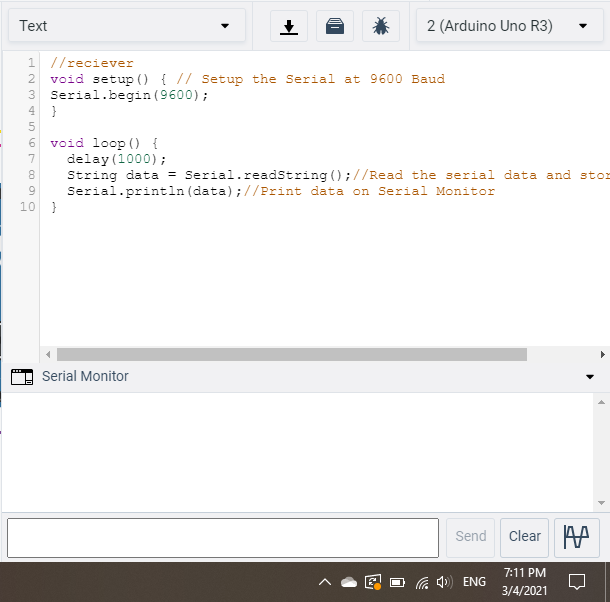 Text
2 (Arduino Uno R3)
1 //reciever
2 void setup() { // Setup the Serial at 9600 Baud
3 Serial.begin(9600);
4 }
5
6 void loop() {
7 delay(1000);
8 String data = Serial.readString();//Read the serial data and stor
9 Serial.println(data);//Print data on Serial Monitor
10 }
Serial Monitor
Send
Clear
ENG
7:11 PM
3/4/2021